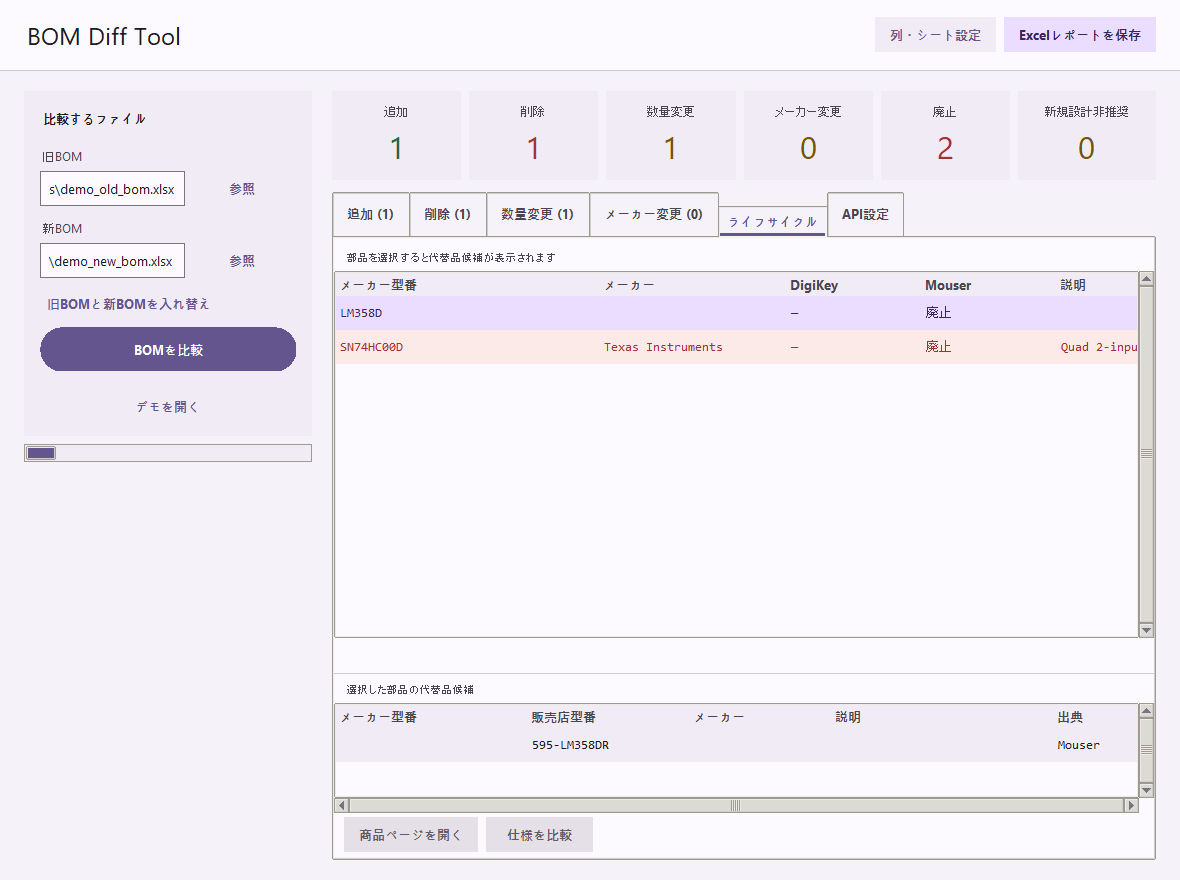 BOM Diff Tool
列・シート設定
Excelレポートを保存
比較するファイル
旧BOM
s\demo_old_bom.xlsx
参照
新BOM
\demo_new_bom.xlsx
参照
旧BOMと新BOMを入れ替え
BOMを比較
デモを開く
追加
削除
数量変更
メーカー変更
廃止
新規設計非推奨
1
1
1
0
2
0
追加 (1)
削除 (1)
数量変更 (1)
メーカー変更 (0)
ライフサイクル
API設定
部品を選択すると代替品候補が表示されます
メーカー型番 メーカー DigiKey Mouser 説明
LM358D — 廃止
SN74HC00D Texas Instruments — 廃止 Quad 2-inpu
選択した部品の代替品候補
メーカー型番 販売店型番 メーカー 説明 出典
595-LM358DR Mouser
商品ページを開く
仕様を比較